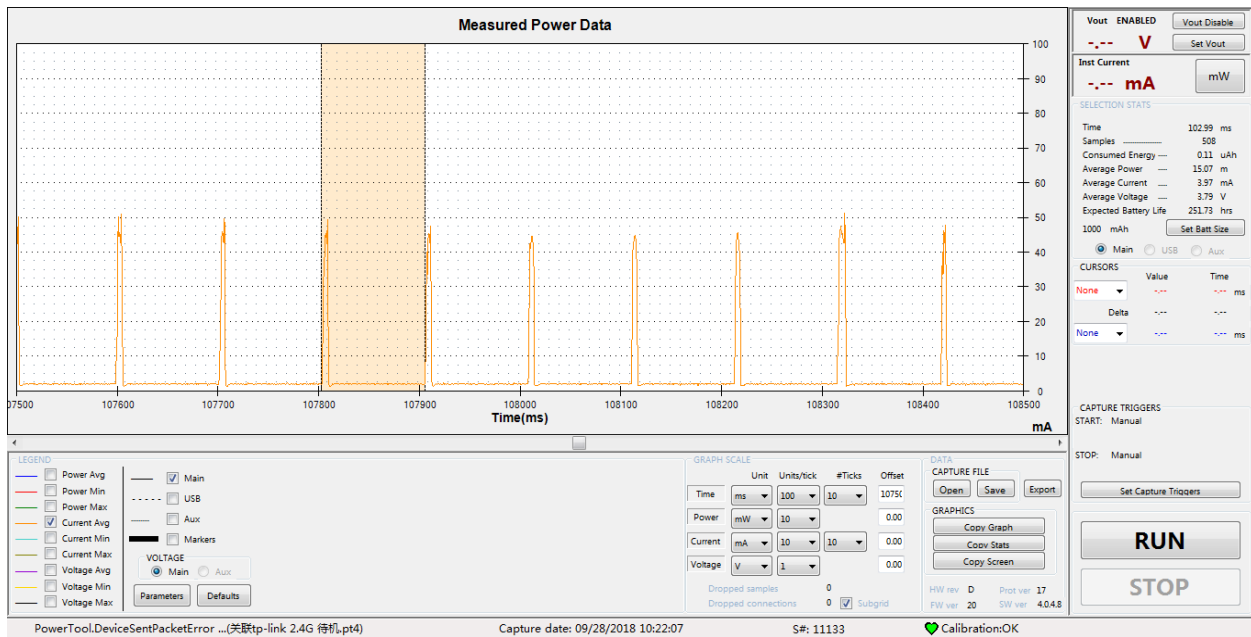 Measured Power Data
100
90
80
70
60
50
40
30
20
10
0
07500 107600 107700 107800 107900 108000 108100 108200 108300 108400 108500
Time(ms)
mA
Vout ENABLED Vout Disable
-.-- V Set Vout
Inst Current
-.-- mA mW
SELECTION STATS
Time 102.99 ms
Samples 508
Consumed Energy 0.11 uAh
Average Power 15.07 m
Average Current 3.97 mA
Average Voltage 3.79 V
Expected Battery Life 251.73 hrs
1000 mAh Set Batt Size
Main USB Aux
CURSORS
Value Time
None -.-- -.-- ms
Delta -.-- -.--
None -.-- -.-- ms
CAPTURE TRIGGERS
START: Manual
STOP: Manual
Set Capture Triggers
RUN
STOP
LEGEND
Power Avg
Power Min
Power Max
Current Avg
Current Min
Current Max
Voltage Avg
Voltage Min
Voltage Max
Main
USB
Aux
Markers
VOLTAGE
Main Aux
Parameters Defaults
GRAPH SCALE
Unit Units/tick #Ticks Offset
Time ms 100 10 1075
Power mW 10 0.00
Current mA 10 10 0.00
Voltage V 1 0.00
Dropped samples 0
Dropped connections 0 Subgrid
DATA
CAPTURE FILE
Open Save Export
GRAPHICS
Copy Graph
Copy Stats
Copy Screen
HW rev D Prot ver 17
FW ver 20 SW ver 4.0.4.8
PowerTool.DeviceSentPacketError ...(关联tp-link 2.4G 待机.pt4) Capture date: 09/28/2018 10:22:07 S#: 11133 Calibration:OK